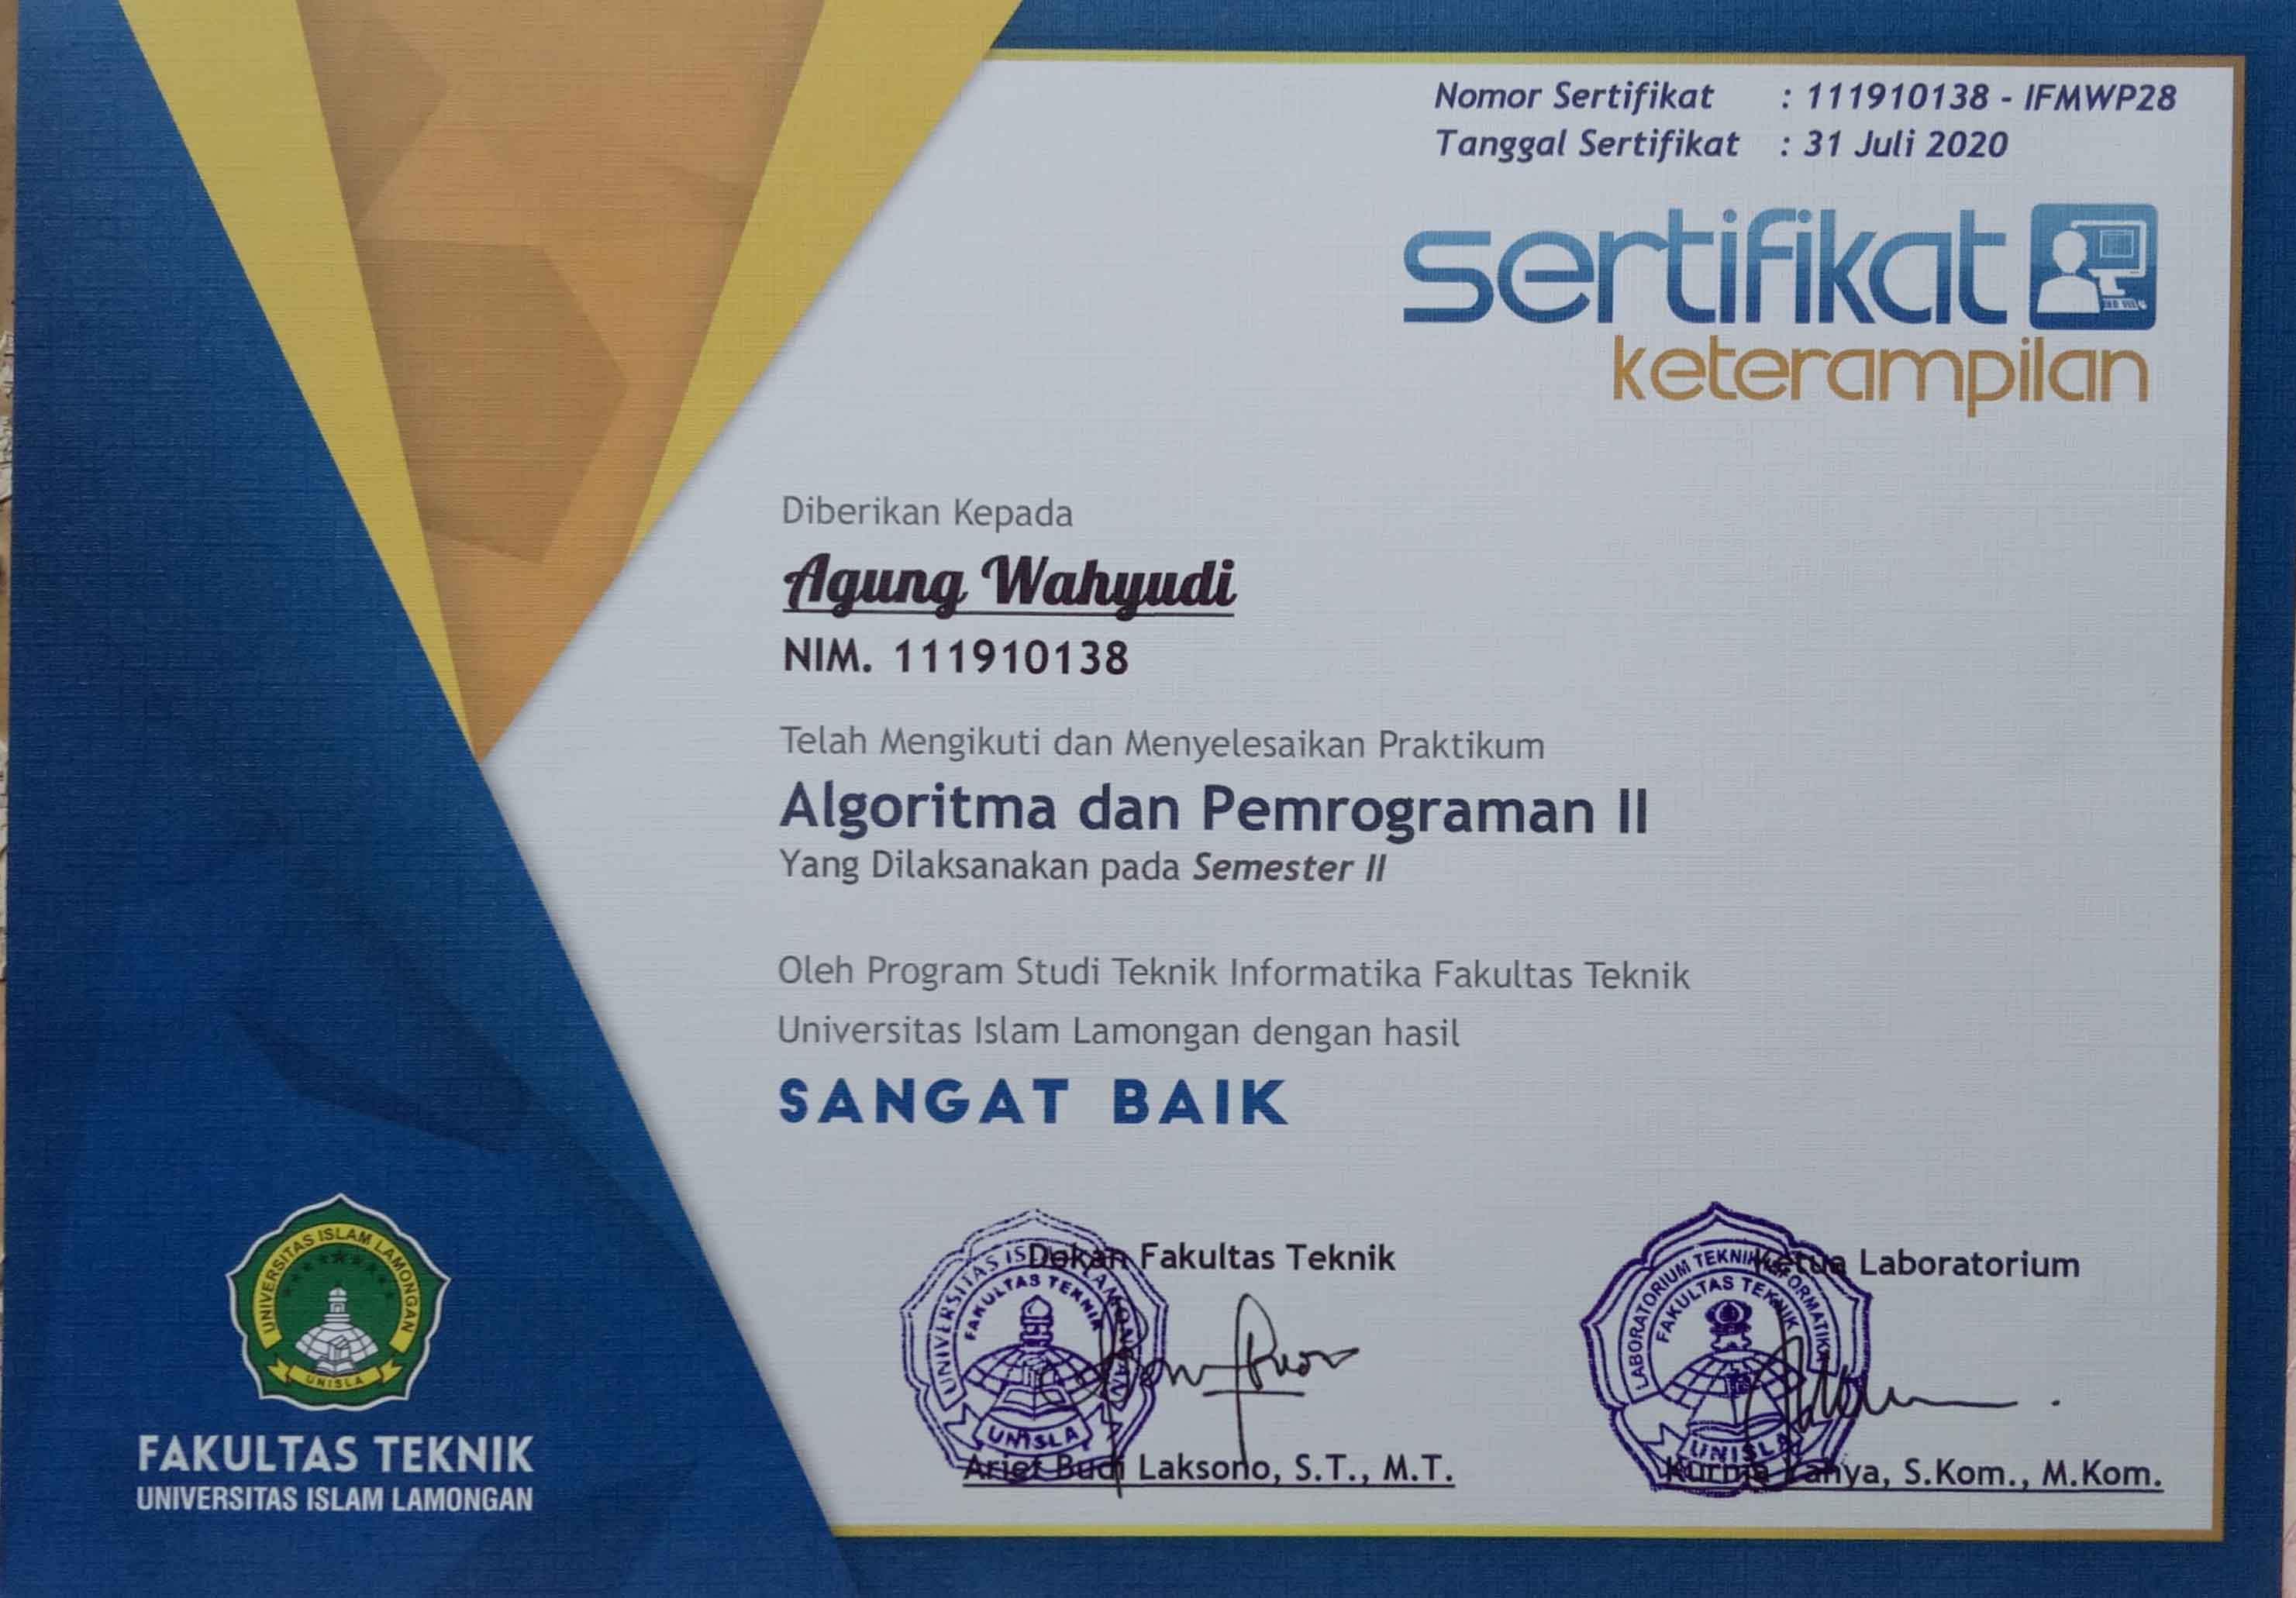 Nomor Sertifikat : 111910138 - IFMWP28
Tanggal Sertifikat : 31 Juli 2020
sertifikat
keterampilan
Diberikan Kepada
Agung Wahyudi
NIM. 111910138
Telah Mengikuti dan Menyelesaikan Praktikum
Algoritma dan Pemrograman II
Yang Dilaksanakan pada Semester II
Oleh Program Studi Teknik Informatika Fakultas Teknik
Universitas Islam Lamongan dengan hasil
SANGAT BAIK
Dekan Fakultas Teknik
UNIVERSITAS ISLAM LAMONGAN
FAKULTAS TEKNIK
UNISLA
Arief Budi Laksono, S.T., M.T.
Ketua Laboratorium
LABORATORIUM TEKNIK INFORMATIKA
FAKULTAS TEKNIK
UNISLA
Kurnia Yahya, S.Kom., M.Kom.
UNIVERSITAS ISLAM LAMONGAN
UNISLA
FAKULTAS TEKNIK
UNIVERSITAS ISLAM LAMONGAN